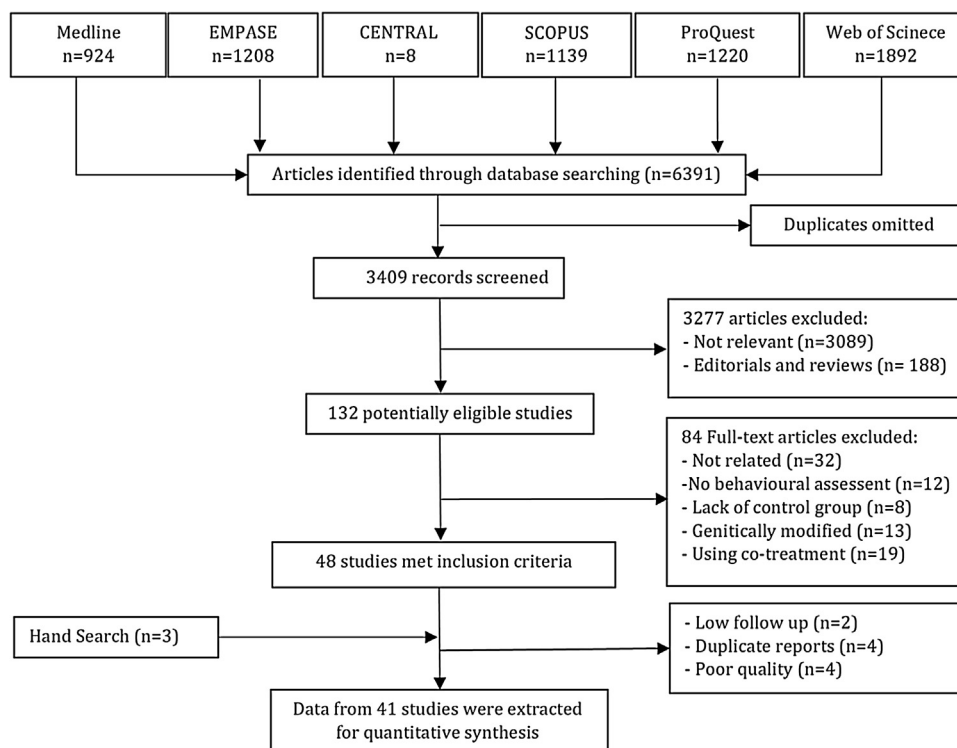 Medline
n=924
EMPASE
n=1208
CENTRAL
n=8
SCOPUS
n=1139
ProQuest
n=1220
Web of Scinece
n=1892
Articles identified through database searching (n=6391)
Duplicates omitted
3409 records screened
3277 articles excluded:
- Not relevant (n=3089)
- Editorials and reviews (n= 188)
132 potentially eligible studies
84 Full-text articles excluded:
- Not related (n=32)
-No behavioural assessent (n=12)
- Lack of control group (n=8)
- Genitically modified (n=13)
- Using co-treatment (n=19)
48 studies met inclusion criteria
Hand Search (n=3)
- Low follow up (n=2)
- Duplicate reports (n=4)
- Poor quality (n=4)
Data from 41 studies were extracted
for quantitative synthesis